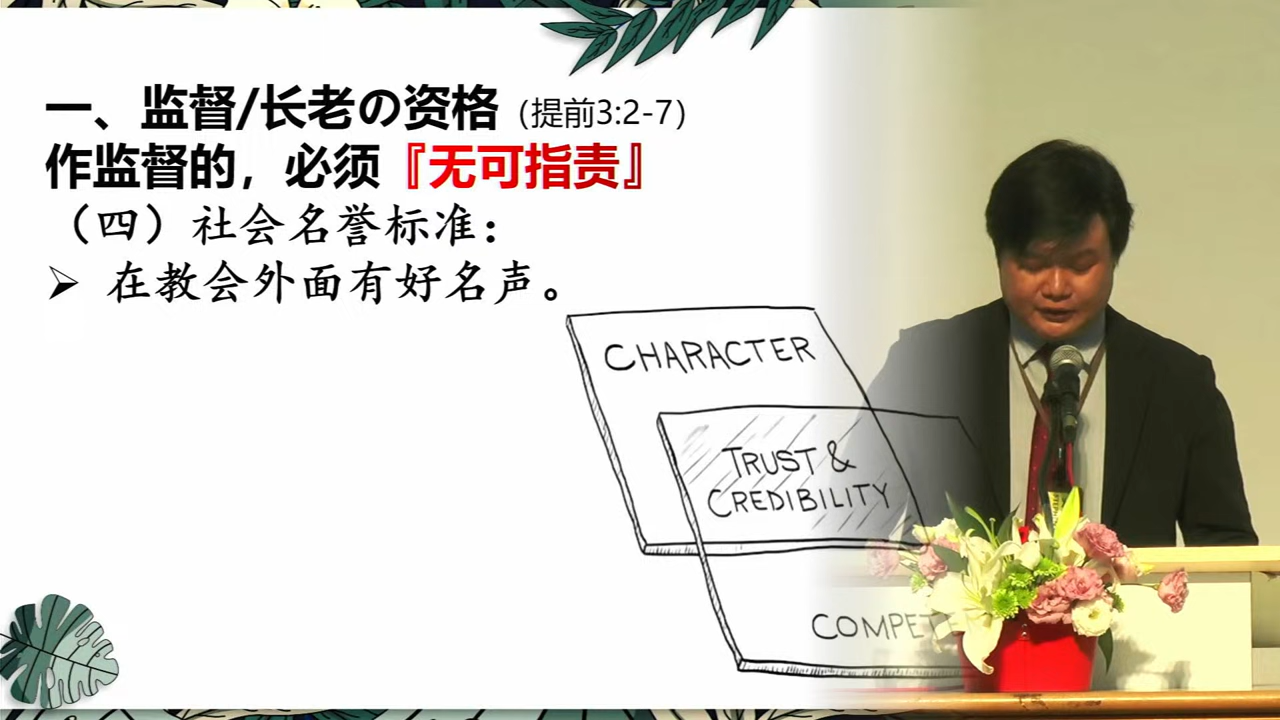 一、监督/长老の资格（提前3:2-7）
作监督的，必须『无可指责』
（四）社会名誉标准：
➢ 在教会外面有好名声。
CHARACTER
TRUST &
CREDIBILITY